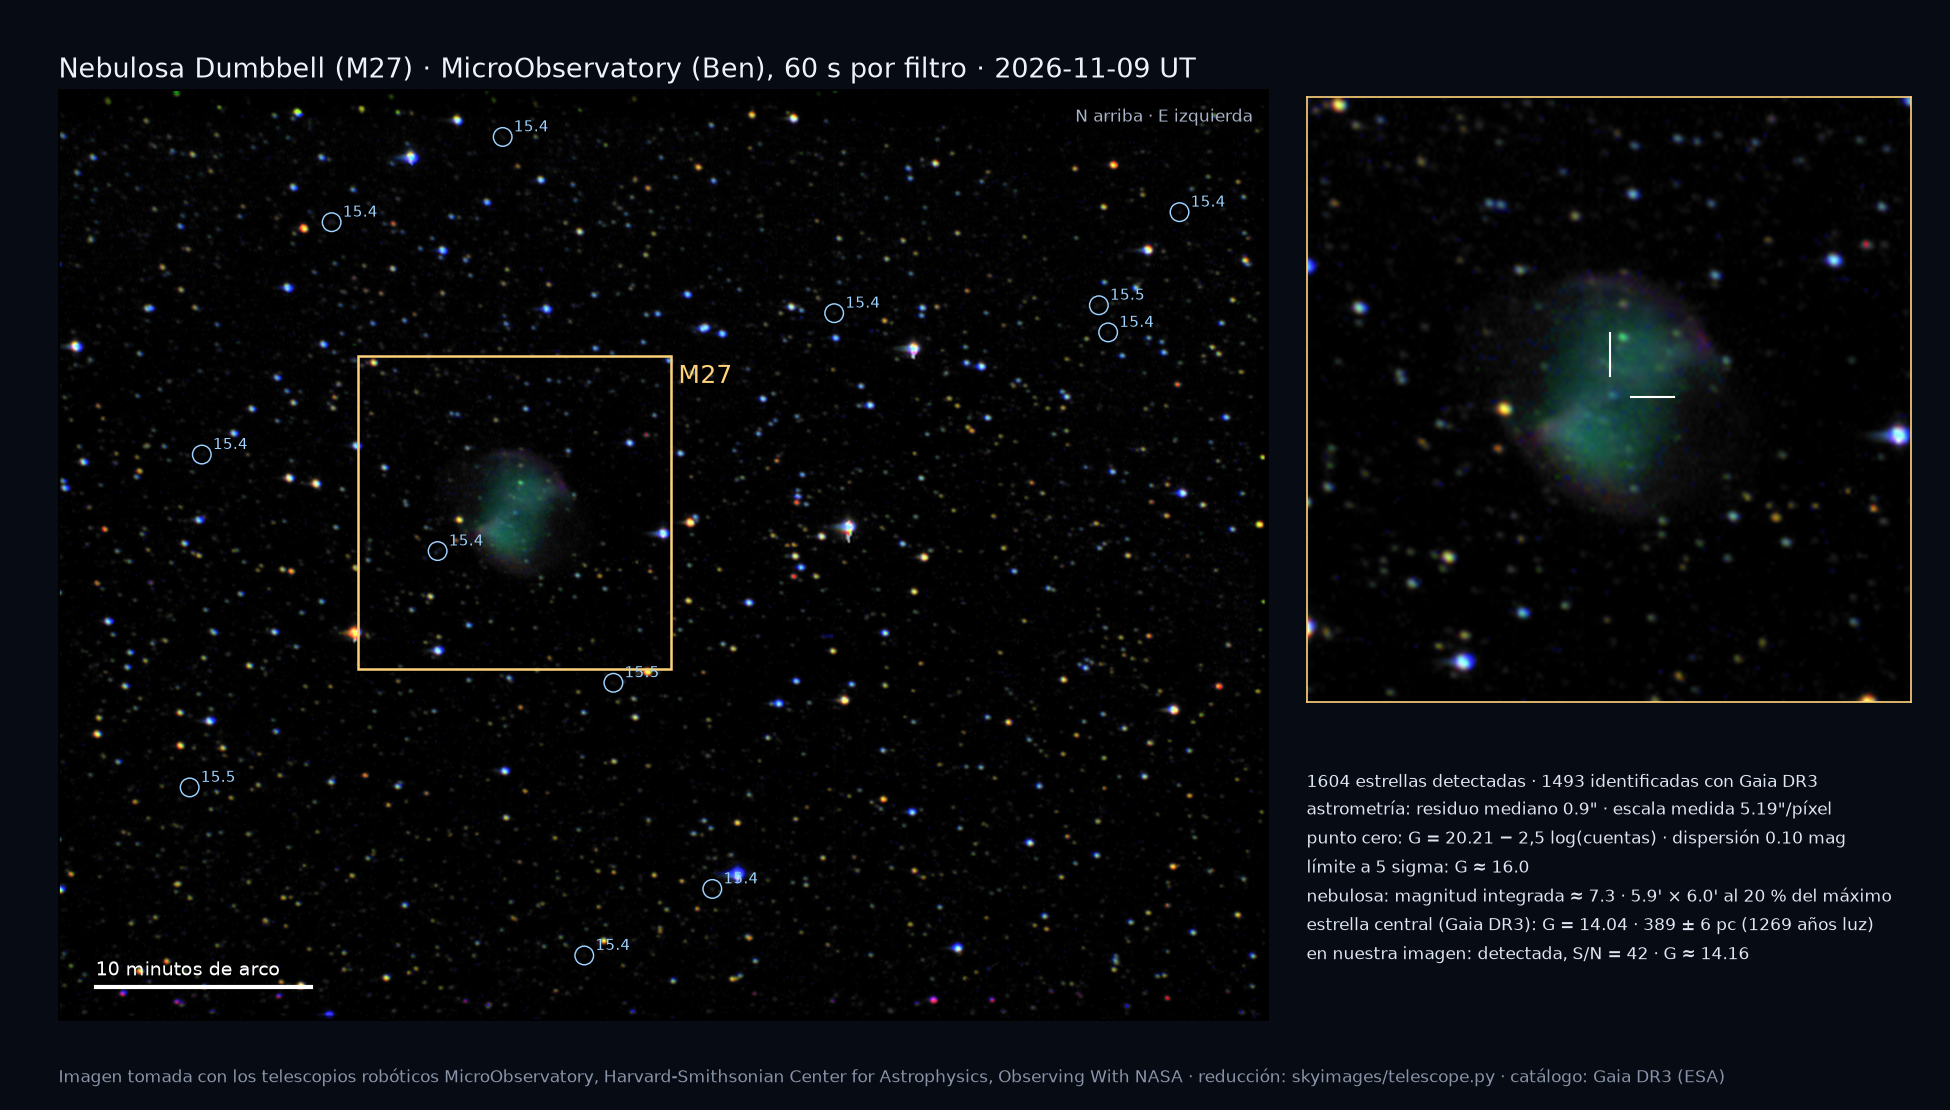 Nebulosa Dumbbell (M27) · MicroObservatory (Ben), 60 s por filtro · 2026-11-09 UT
N arriba · E izquierda
15.4
15.4
15.4
15.5
15.4
15.4
M27
15.4
15.4
15.5
15.5
15.4
15.4
10 minutos de arco
1604 estrellas detectadas · 1493 identificadas con Gaia DR3
astrometría: residuo mediano 0.9" · escala medida 5.19"/píxel
punto cero: G = 20.21 − 2,5 log(cuentas) · dispersión 0.10 mag
límite a 5 sigma: G ≈ 16.0
nebulosa: magnitud integrada ≈ 7.3 · 5.9' × 6.0' al 20 % del máximo
estrella central (Gaia DR3): G = 14.04 · 389 ± 6 pc (1269 años luz)
en nuestra imagen: detectada, S/N = 42 · G ≈ 14.16
Imagen tomada con los telescopios robóticos MicroObservatory, Harvard-Smithsonian Center for Astrophysics, Observing With NASA · reducción: skyimages/telescope.py · catálogo: Gaia DR3 (ESA)